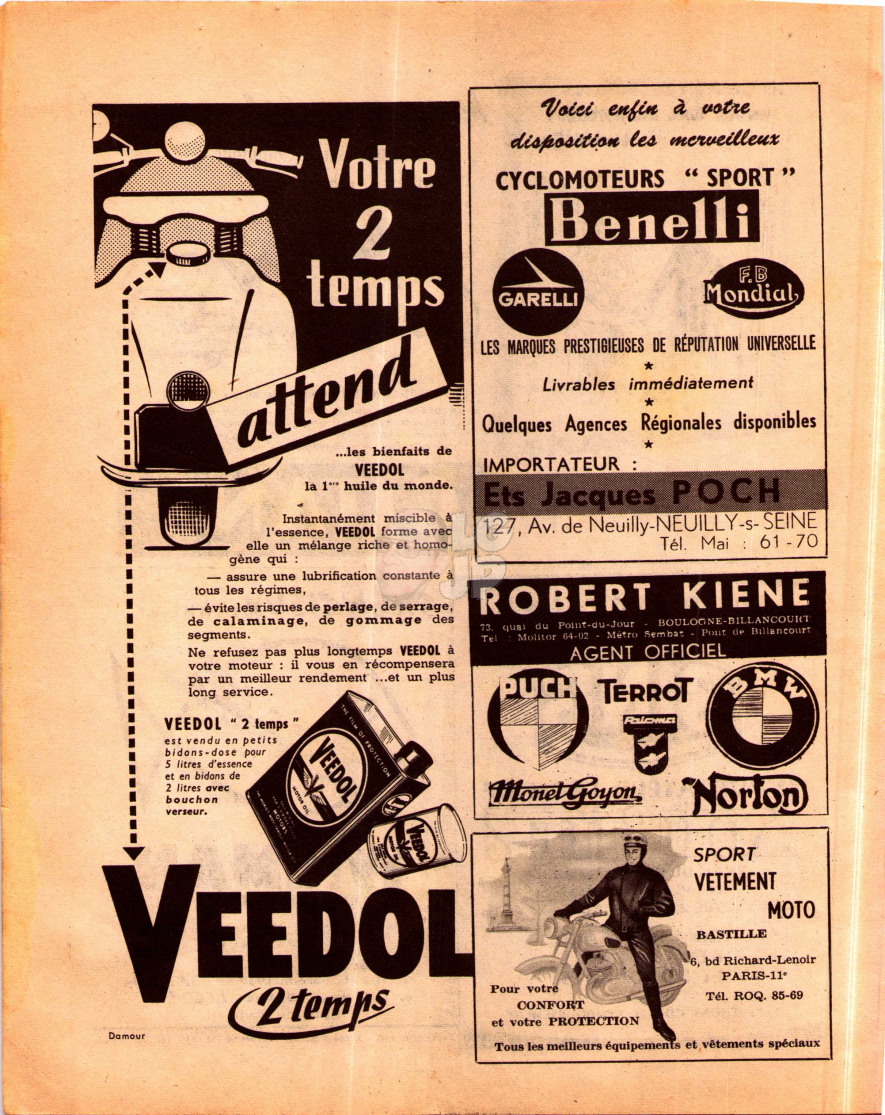 Votre
2
temps
attend
...les bienfaits de
VEEDOL
la 1ère huile du monde.
Instantanément miscible à
l'essence, VEEDOL forme avec
elle un mélange riche et homo-
gène qui :
— assure une lubrification constante à
tous les régimes,
— évite les risques de perlage, de serrage,
de calaminage, de gommage des
segments.
Ne refusez pas plus longtemps VEEDOL à
votre moteur : il vous en récompensera
par un meilleur rendement ...et un plus
long service.
VEEDOL " 2 temps "
est vendu en petits
bidons-dose pour
5 litres d'essence
et en bidons de
2 litres avec
bouchon
verseur.
THE FILM OF PROTECTION
VEEDOL
MOTOR OIL
VEEDOL
VEEDOL
2 temps
Damour
Voici enfin à votre
disposition les merveilleux
CYCLOMOTEURS " SPORT "
Benelli
GARELLI
F.B
Mondial
LES MARQUES PRESTIGIEUSES DE RÉPUTATION UNIVERSELLE
Livrables immédiatement
Quelques Agences Régionales disponibles
IMPORTATEUR :
Ets Jacques POCH
127, Av. de Neuilly-NEUILLY-s-SEINE
Tél. Mai : 61-70
ROBERT KIENE
73, quai du Point-du-Jour - BOULOGNE-BILLANCOURT
Tél : Molitor 64-02 - Métro Sembat - Pont de Billancourt
AGENT OFFICIEL
PUCH
TERROT
Paloma
BMW
Monet Goyon
Norton
SPORT
VETEMENT
MOTO
BASTILLE
6, bd Richard-Lenoir
PARIS-11e
Tél. ROQ. 85-69
Pour votre
CONFORT
et votre PROTECTION
Tous les meilleurs équipements et vêtements spéciaux